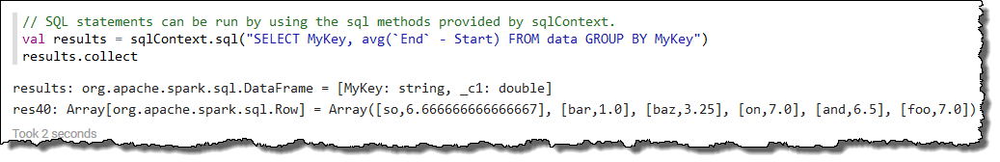 // SQL statements can be run by using the sql methods provided by sqlContext.
val results = sqlContext.sql("SELECT MyKey, avg(`End` - Start) FROM data GROUP BY MyKey")
results.collect
results: org.apache.spark.sql.DataFrame = [MyKey: string, _c1: double]
res40: Array[org.apache.spark.sql.Row] = Array([so,6.666666666666667], [bar,1.0], [baz,3.25], [on,7.0], [and,6.5], [foo,7.0])
Took 2 seconds